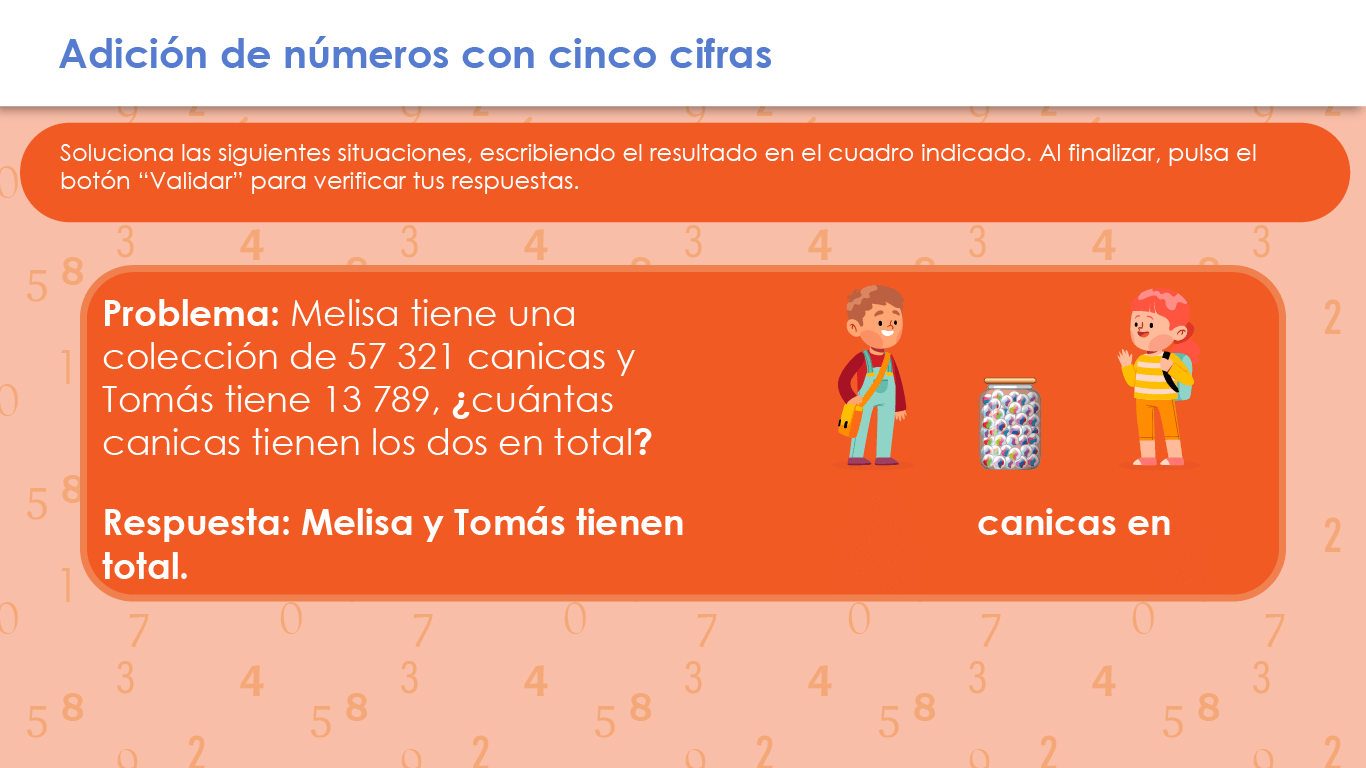 Adición de números con cinco cifras
Soluciona las siguientes situaciones, escribiendo el resultado en el cuadro indicado. Al finalizar, pulsa el
botón “Validar” para verificar tus respuestas.
Problema: Melisa tiene una
colección de 57 321 canicas y
Tomás tiene 13 789, ¿cuántas
canicas tienen los dos en total?
Respuesta: Melisa y Tomás tienen canicas en
total.